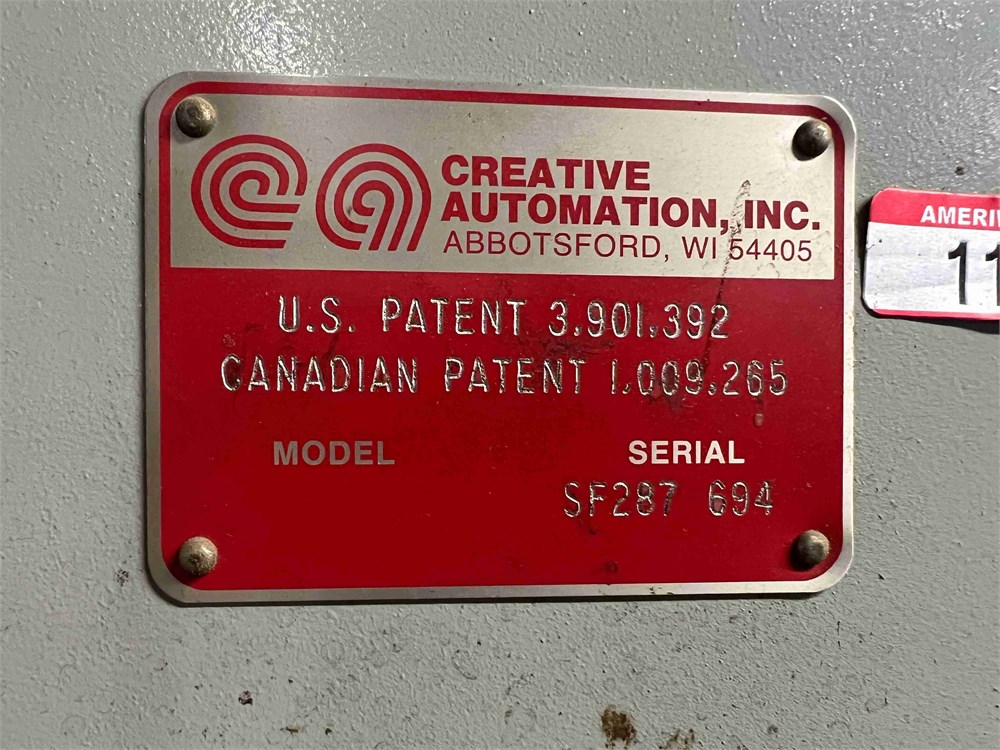 CREATIVE
AUTOMATION, INC.
ABBOTSFORD, WI 54405
U.S. PATENT 3,901,392
CANADIAN PATENT 1,009,265
MODEL
SERIAL
SF287 694
11